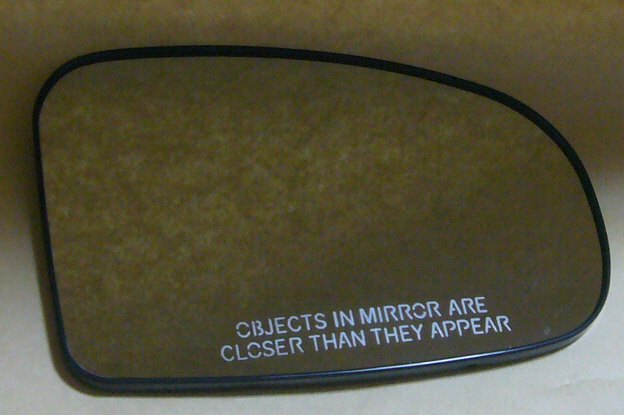 OBJECTS IN MIRROR ARE
CLOSER THAN THEY APPEAR